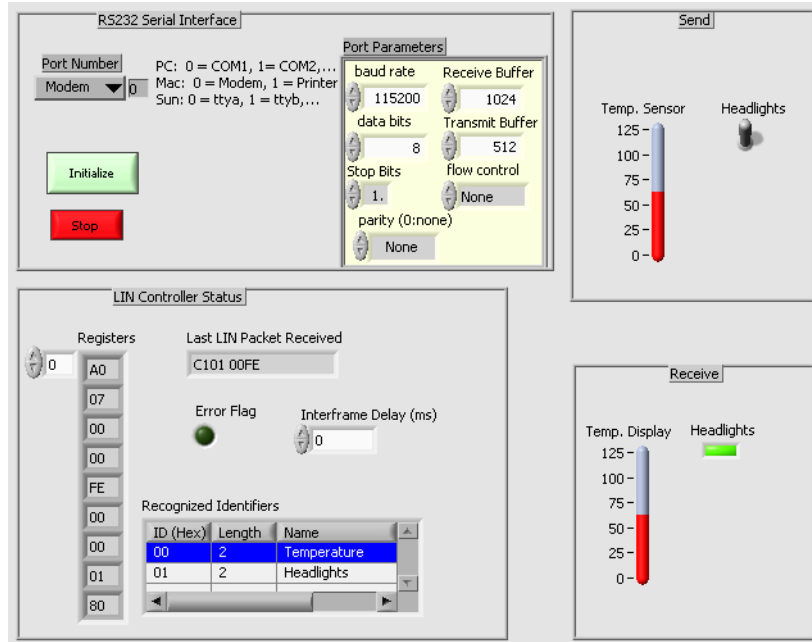 RS232 Serial Interface
Port Number
Modem 0
PC: 0 = COM1, 1= COM2,...
Mac: 0 = Modem, 1 = Printer
Sun: 0 = ttya, 1 = ttyb,...
Initialize
Stop
Port Parameters
baud rate Receive Buffer
115200 1024
data bits Transmit Buffer
8 512
Stop Bits flow control
1. None
parity (0:none)
None
Send
Temp. Sensor Headlights
125
100
75
50
25
0
LIN Controller Status
Registers
0
A0
07
00
00
FE
00
00
01
80
Last LIN Packet Received
C101 00FE
Error Flag
Interframe Delay (ms)
0
Recognized Identifiers
ID (Hex) Length Name
00 2 Temperature
01 2 Headlights
Receive
Temp. Display Headlights
125
100
75
50
25
0